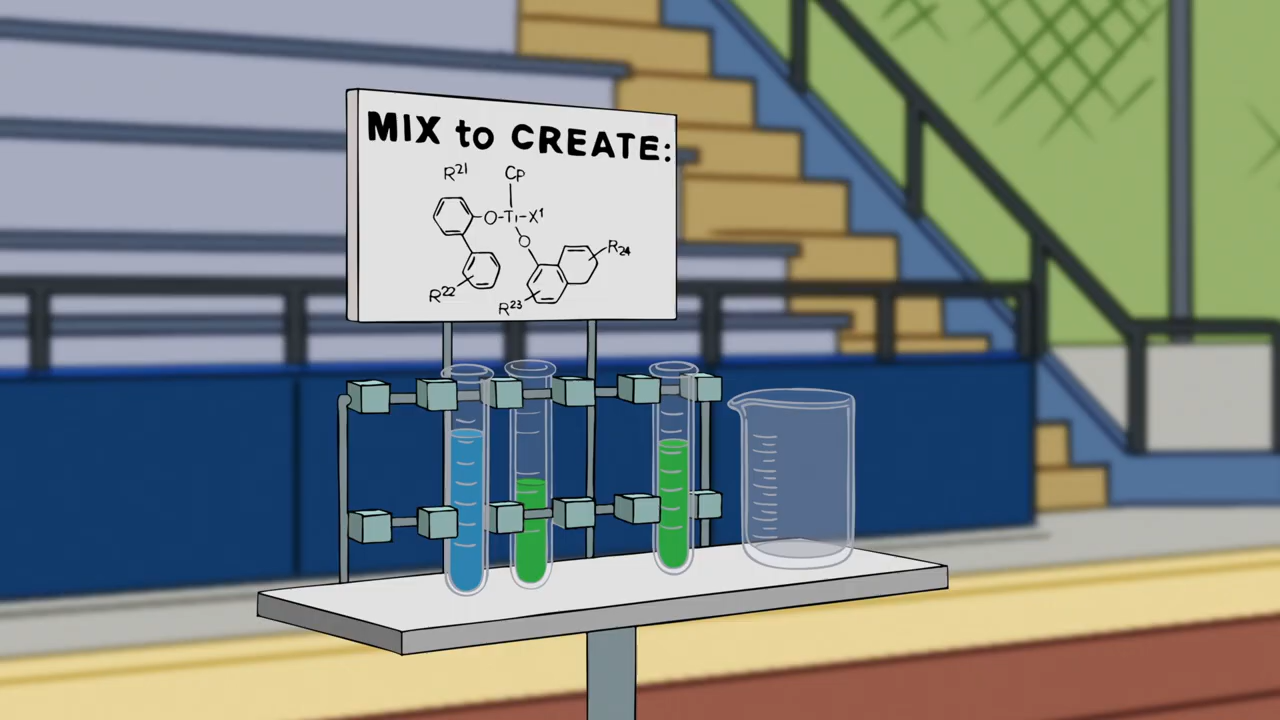 MIX to CREATE:
R²¹ Cp
O-Ti-X¹
O
R₂₄
R²²
R²³